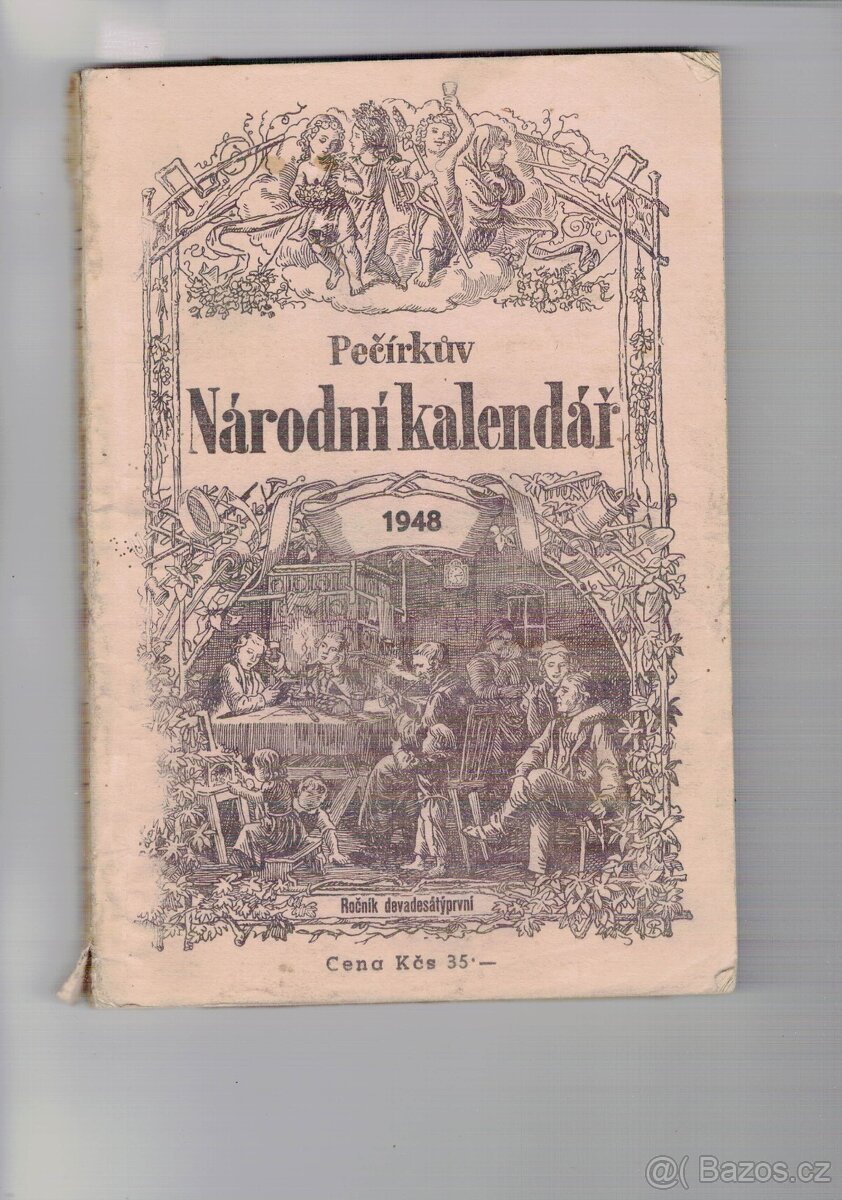 Pečírkův
Národní kalendář
1948
Ročník devadesátýprvní
Cena Kčs 35·—
@( Bazos.cz